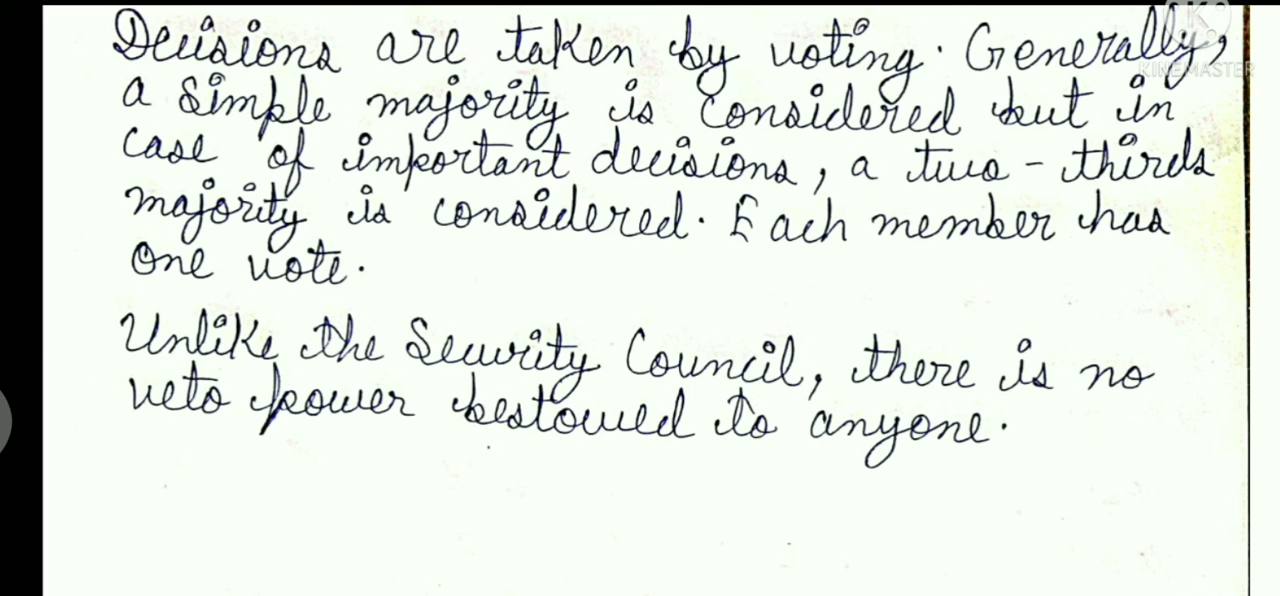 Decisions are taken by voting. Generally,
KINEMASTER
a simple majority is considered but in
case of important decisions, a two-thirds
majority is considered. Each member has
one vote.
Unlike the Security Council, there is no
veto power bestowed to anyone.